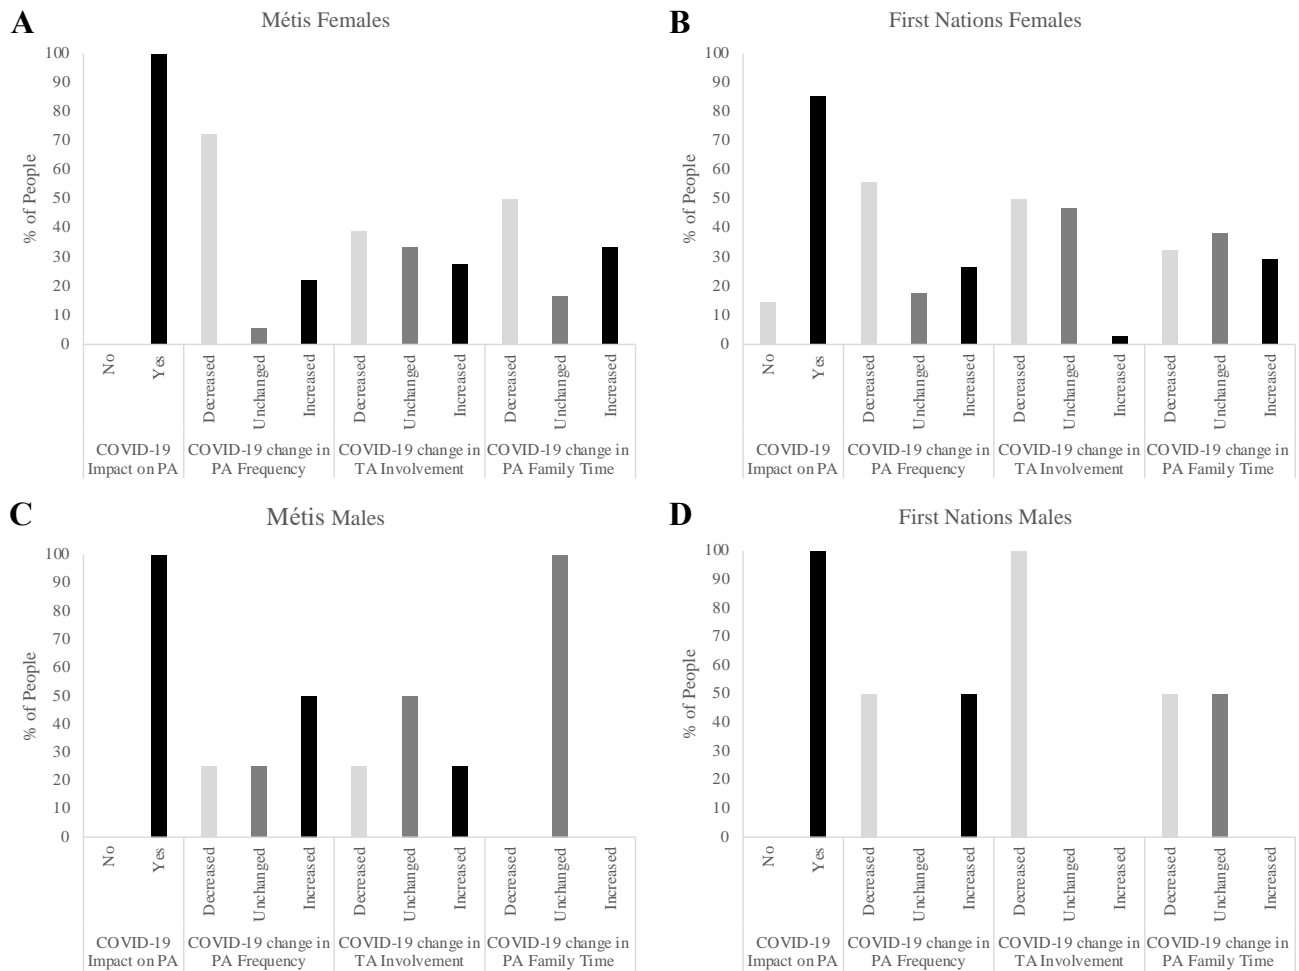 A
Métis Females
% of People
100
90
80
70
60
50
40
30
20
10
0
No
Yes
Decreased
Unchanged
Increased
Decreased
Unchanged
Increased
Decreased
Unchanged
Increased
COVID-19
Impact on PA
COVID-19 change in
PA Frequency
COVID-19 change in
TA Involvement
COVID-19 change in
PA Family Time
B
First Nations Females
% of People
100
90
80
70
60
50
40
30
20
10
0
No
Yes
Decreased
Unchanged
Increased
Decreased
Unchanged
Increased
Decreased
Unchanged
Increased
COVID-19
Impact on PA
COVID-19 change in
PA Frequency
COVID-19 change in
TA Involvement
COVID-19 change in
PA Family Time
C
Métis Males
% of People
100
90
80
70
60
50
40
30
20
10
0
No
Yes
Decreased
Unchanged
Increased
Decreased
Unchanged
Increased
Decreased
Unchanged
Increased
COVID-19
Impact on PA
COVID-19 change in
PA Frequency
COVID-19 change in
TA Involvement
COVID-19 change in
PA Family Time
D
First Nations Males
% of People
100
90
80
70
60
50
40
30
20
10
0
No
Yes
Decreased
Unchanged
Increased
Decreased
Unchanged
Increased
Decreased
Unchanged
Increased
COVID-19
Impact on PA
COVID-19 change in
PA Frequency
COVID-19 change in
TA Involvement
COVID-19 change in
PA Family Time